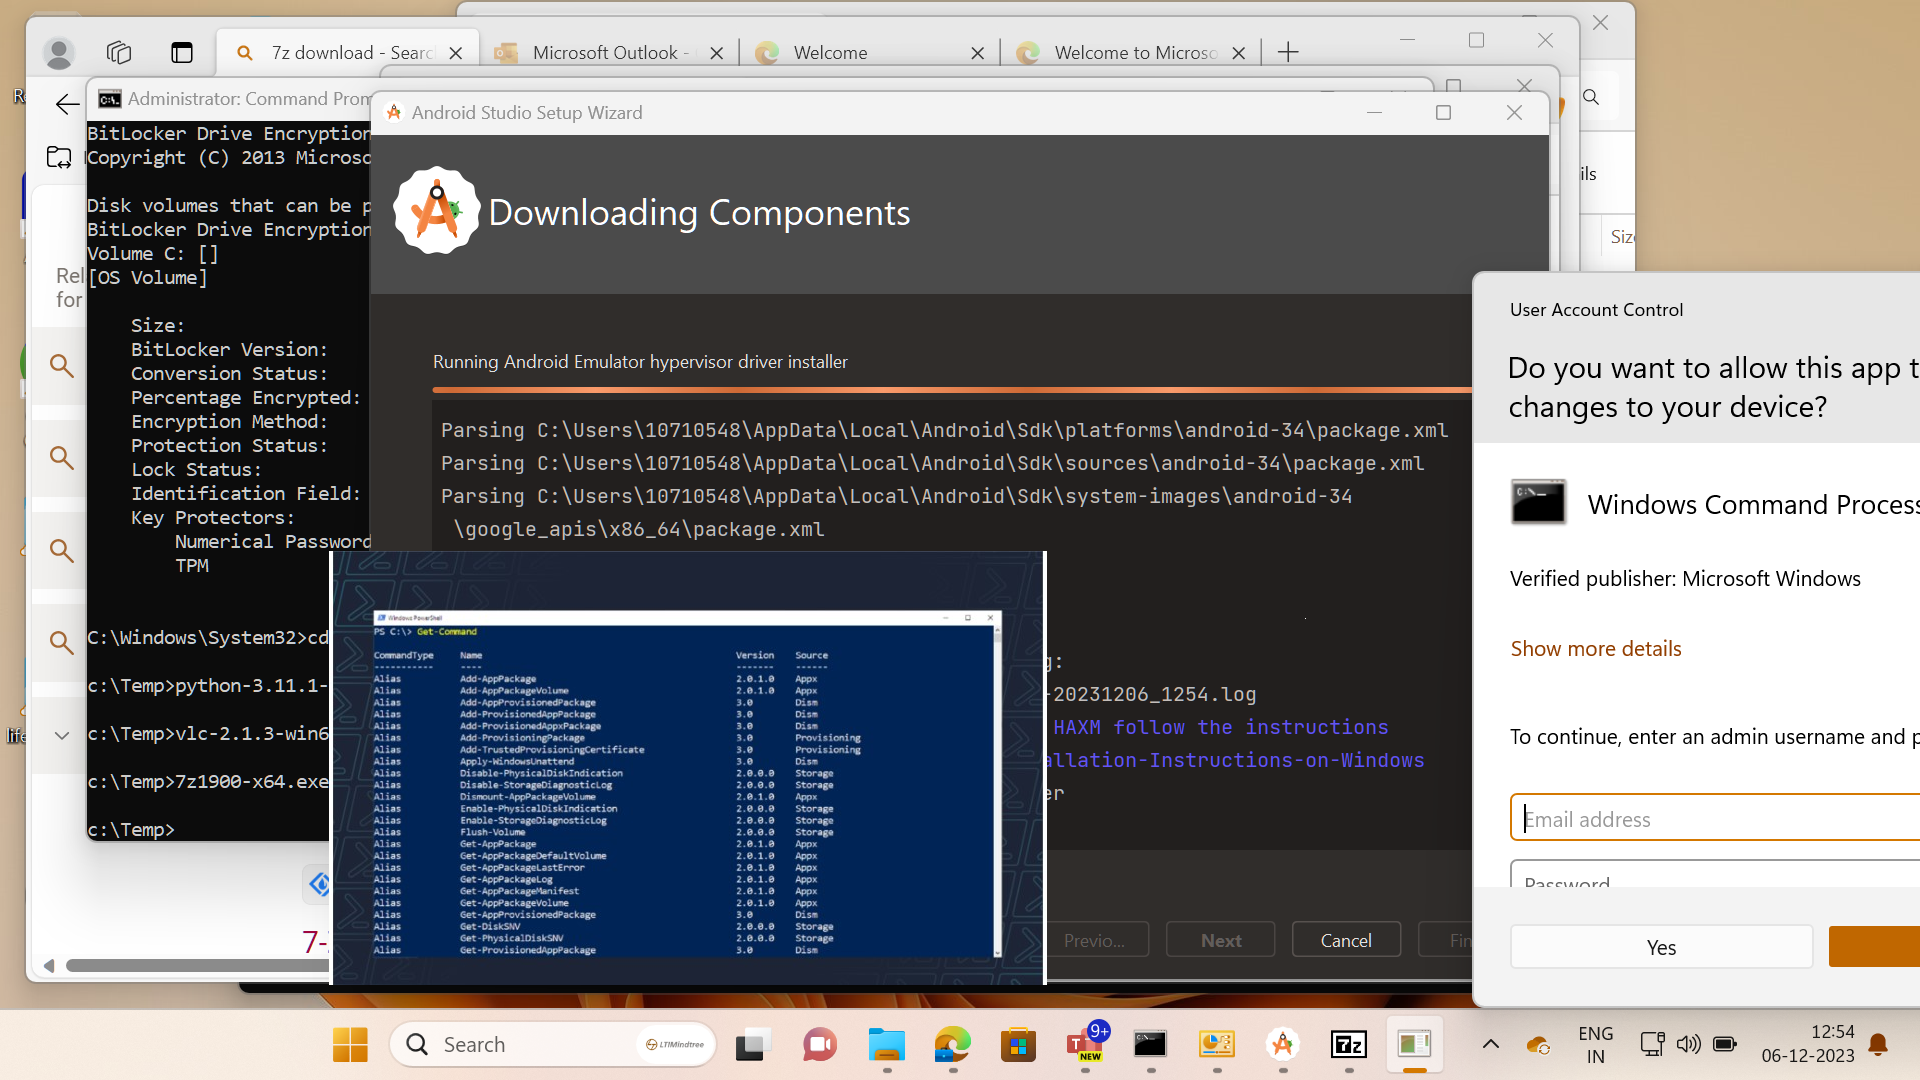 7z download - Searc
Microsoft Outlook -
Welcome
Welcome to Microso
Administrator: Command Prom
BitLocker Drive Encryption
Copyright (C) 2013 Microso
Disk volumes that can be p
BitLocker Drive Encryption
Volume C: []
[OS Volume]
Size:
BitLocker Version:
Conversion Status:
Percentage Encrypted:
Encryption Method:
Protection Status:
Lock Status:
Identification Field:
Key Protectors:
Numerical Password
TPM
C:\Windows\System32>cd
c:\Temp>python-3.11.1-
c:\Temp>vlc-2.1.3-win6
c:\Temp>7z1900-x64.exe
c:\Temp>
Rel
for
life
7-
Android Studio Setup Wizard
Downloading Components
Running Android Emulator hypervisor driver installer
Parsing C:\Users\10710548\AppData\Local\Android\Sdk\platforms\android-34\package.xml
Parsing C:\Users\10710548\AppData\Local\Android\Sdk\sources\android-34\package.xml
Parsing C:\Users\10710548\AppData\Local\Android\Sdk\system-images\android-34
\google_apis\x86_64\package.xml
g:
-20231206_1254.log
HAXM follow the instructions
allation-Instructions-on-Windows
er
Previo...
Next
Cancel
Fin
ils
Size
Windows PowerShell
PS C:\> Get-Command
CommandType Name Version Source
----------- ---- ------- ------
Alias Add-AppPackage 2.0.1.0 Appx
Alias Add-AppPackageVolume 2.0.1.0 Appx
Alias Add-AppProvisionedPackage 3.0 Dism
Alias Add-ProvisionedAppPackage 3.0 Dism
Alias Add-ProvisionedAppxPackage 3.0 Dism
Alias Add-ProvisioningPackage 3.0 Provisioning
Alias Add-TrustedProvisioningCertificate 3.0 Provisioning
Alias Apply-WindowsUnattend 3.0 Dism
Alias Disable-PhysicalDiskIndication 2.0.0.0 Storage
Alias Disable-StorageDiagnosticLog 2.0.0.0 Storage
Alias Dismount-AppPackageVolume 2.0.1.0 Appx
Alias Enable-PhysicalDiskIndication 2.0.0.0 Storage
Alias Enable-StorageDiagnosticLog 2.0.0.0 Storage
Alias Flush-Volume 2.0.0.0 Storage
Alias Get-AppPackage 2.0.1.0 Appx
Alias Get-AppPackageDefaultVolume 2.0.1.0 Appx
Alias Get-AppPackageLastError 2.0.1.0 Appx
Alias Get-AppPackageLog 2.0.1.0 Appx
Alias Get-AppPackageManifest 2.0.1.0 Appx
Alias Get-AppPackageVolume 2.0.1.0 Appx
Alias Get-AppProvisionedPackage 3.0 Dism
Alias Get-DiskSNV 2.0.0.0 Storage
Alias Get-PhysicalDiskSNV 2.0.0.0 Storage
Alias Get-ProvisionedAppPackage 3.0 Dism
User Account Control
Do you want to allow this app t
changes to your device?
Windows Command Process
Verified publisher: Microsoft Windows
Show more details
To continue, enter an admin username and p
Email address
Password
Yes
Search
LTIMindtree
9+
T
NEW
7z
ENG
IN
12:54
06-12-2023